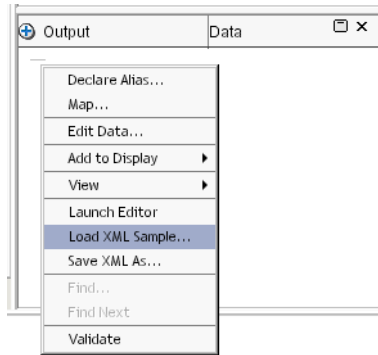 Output Data
Declare Alias...
Map...
Edit Data...
Add to Display
View
Launch Editor
Load XML Sample...
Save XML As...
Find...
Find Next
Validate